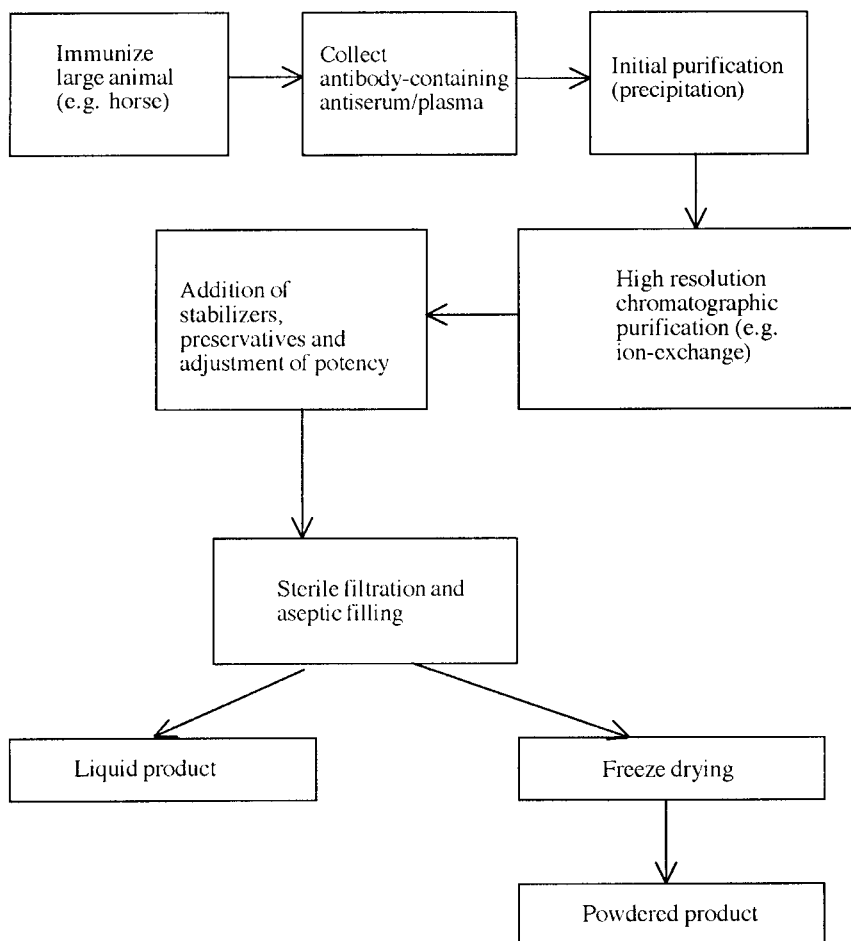 Immunize
large animal
(e.g. horse)
Collect
antibody-containing
antiserum/plasma
Initial purification
(precipitation)
High resolution
chromatographic
purification (e.g.
ion-exchange)
Addition of
stabilizers,
preservatives and
adjustment of potency
Sterile filtration and
aseptic filling
Liquid product
Freeze drying
Powdered product